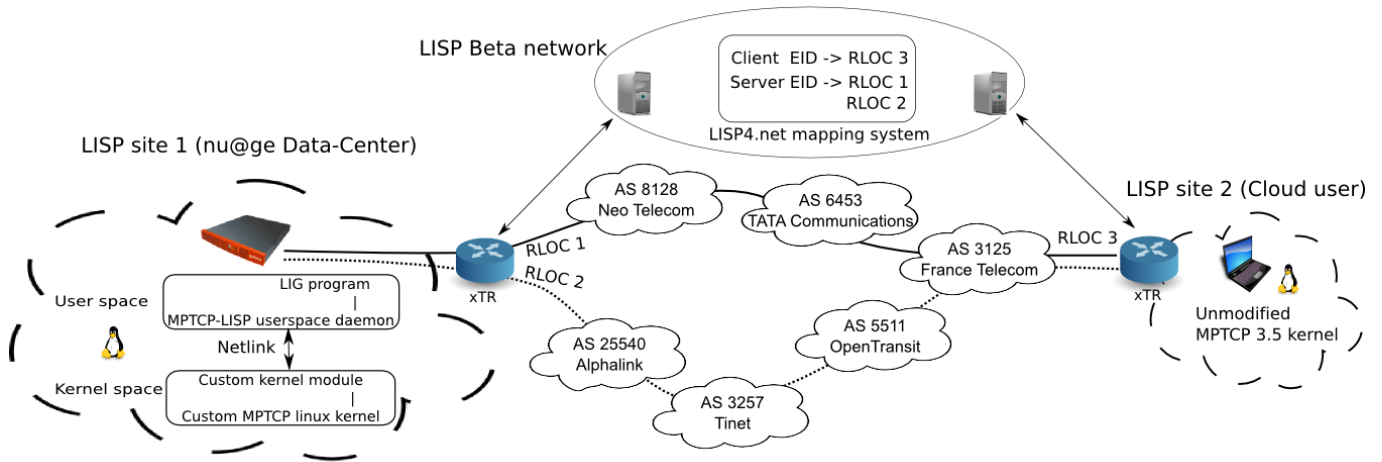 LISP Beta network
Client EID -> RLOC 3
Server EID -> RLOC 1
RLOC 2
LISP4.net mapping system
LISP site 1 (nu@ge Data-Center)
LISP site 2 (Cloud user)
AS 8128
Neo Telecom
AS 6453
TATA Communications
AS 3125
France Telecom
RLOC 1
RLOC 2
RLOC 3
xTR
xTR
User space
LIG program
MPTCP-LISP userspace daemon
Netlink
Kernel space
Custom kernel module
Custom MPTCP linux kernel
AS 25540
Alphalink
AS 3257
Tinet
AS 5511
OpenTransit
Unmodified
MPTCP 3.5 kernel